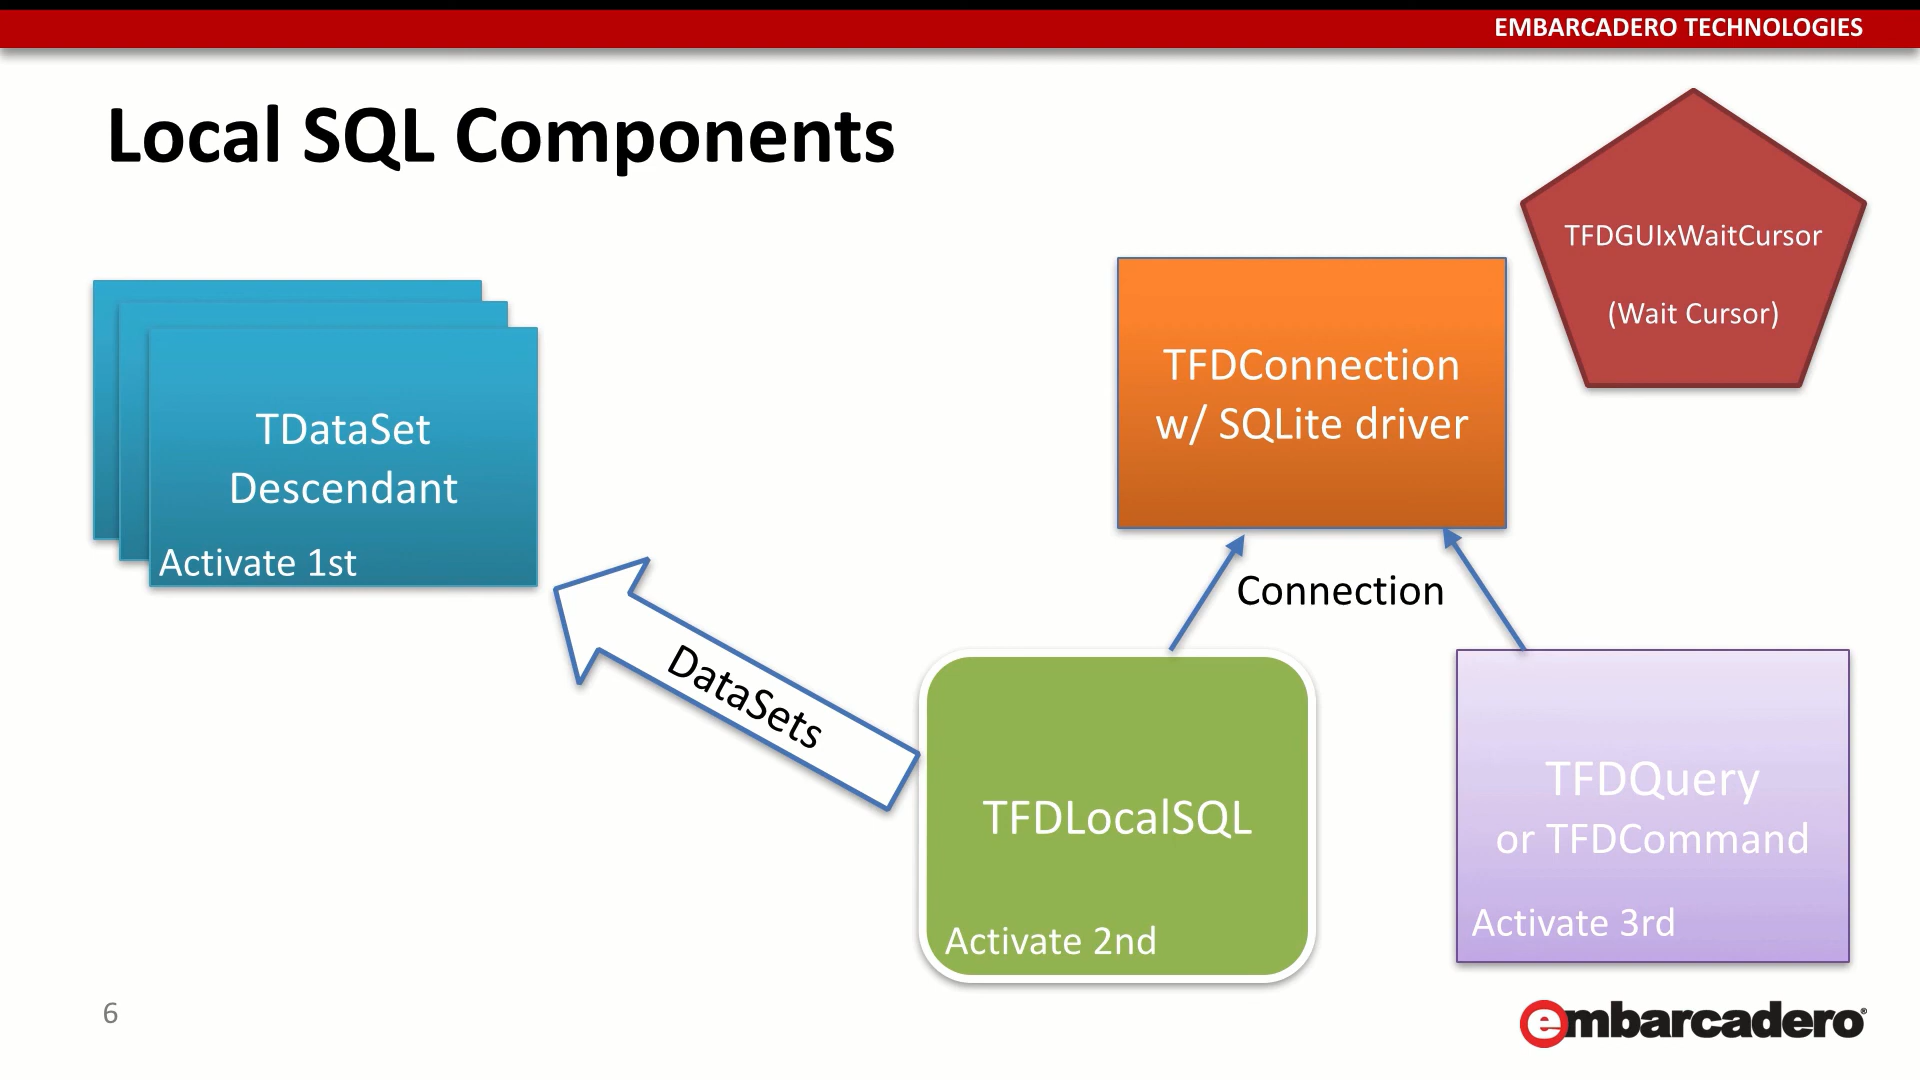 EMBARCADERO TECHNOLOGIES
Local SQL Components
TFDGUIxWaitCursor
(Wait Cursor)
TFDConnection
w/ SQLite driver
TDataSet
Descendant
Activate 1st
Connection
DataSets
TFDLocalSQL
Activate 2nd
TFDQuery
or TFDCommand
Activate 3rd
6
embarcadero®